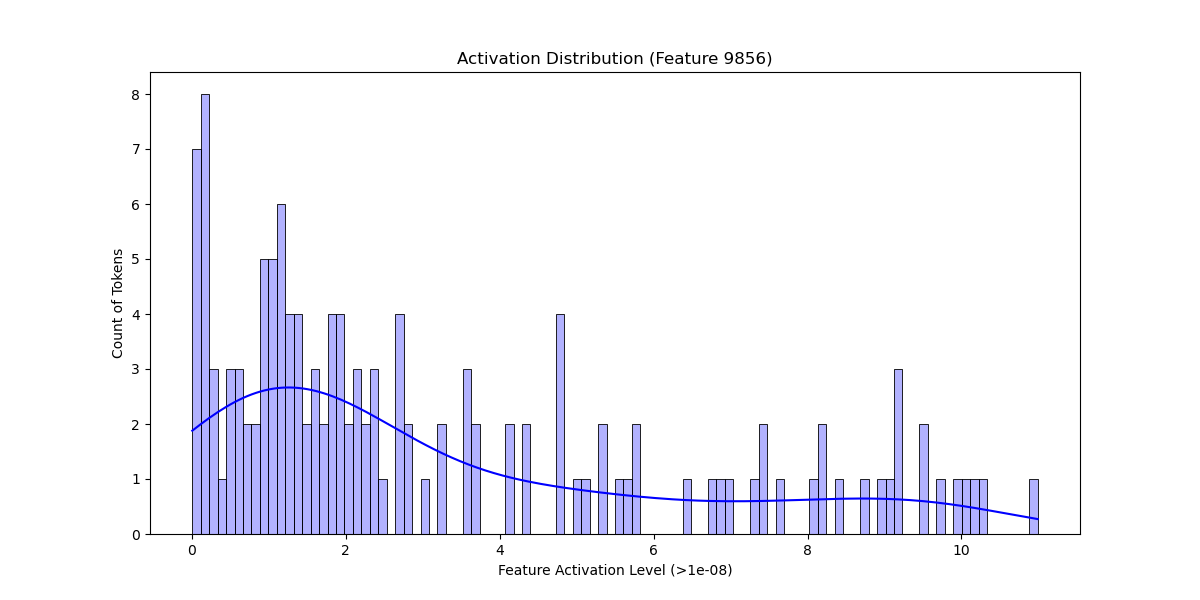 Activation Distribution (Feature 9856)
8
7
6
5
4
3
2
1
0
Count of Tokens
0 2 4 6 8 10
Feature Activation Level (>1e-08)